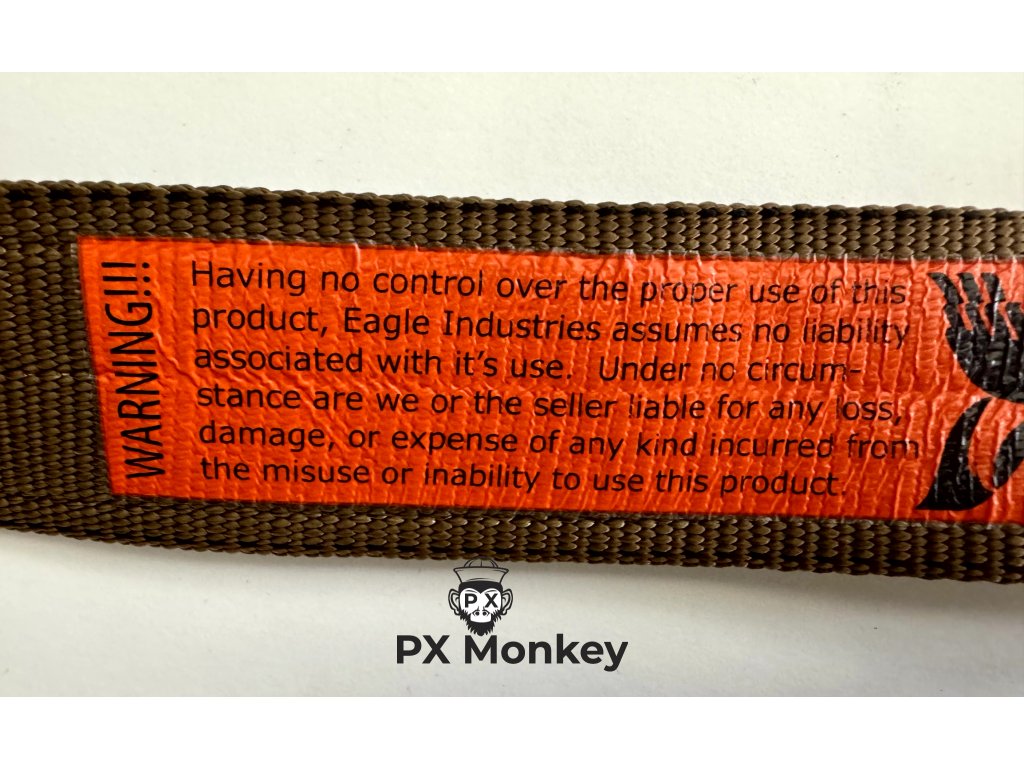 WARNING!!!
Having no control over the proper use of this
product, Eagle Industries assumes no liability
associated with it's use.  Under no circum-
stance are we or the seller liable for any loss,
damage, or expense of any kind incurred from
the misuse or inability to use this product.
PX
PX Monkey